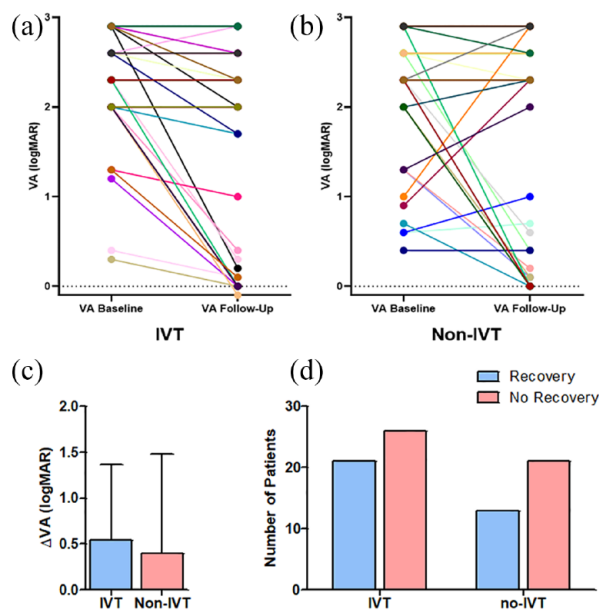 (a)
(b)
3
2
1
0
VA (logMAR)
VA Baseline
VA Follow-Up
IVT
3
2
1
0
VA (logMAR)
VA Baseline
VA Follow-Up
Non-IVT
(c)
(d)
2.0
1.5
1.0
0.5
0.0
ΔVA (logMAR)
IVT
Non-IVT
Recovery
No Recovery
30
20
10
0
Number of Patients
IVT
no-IVT